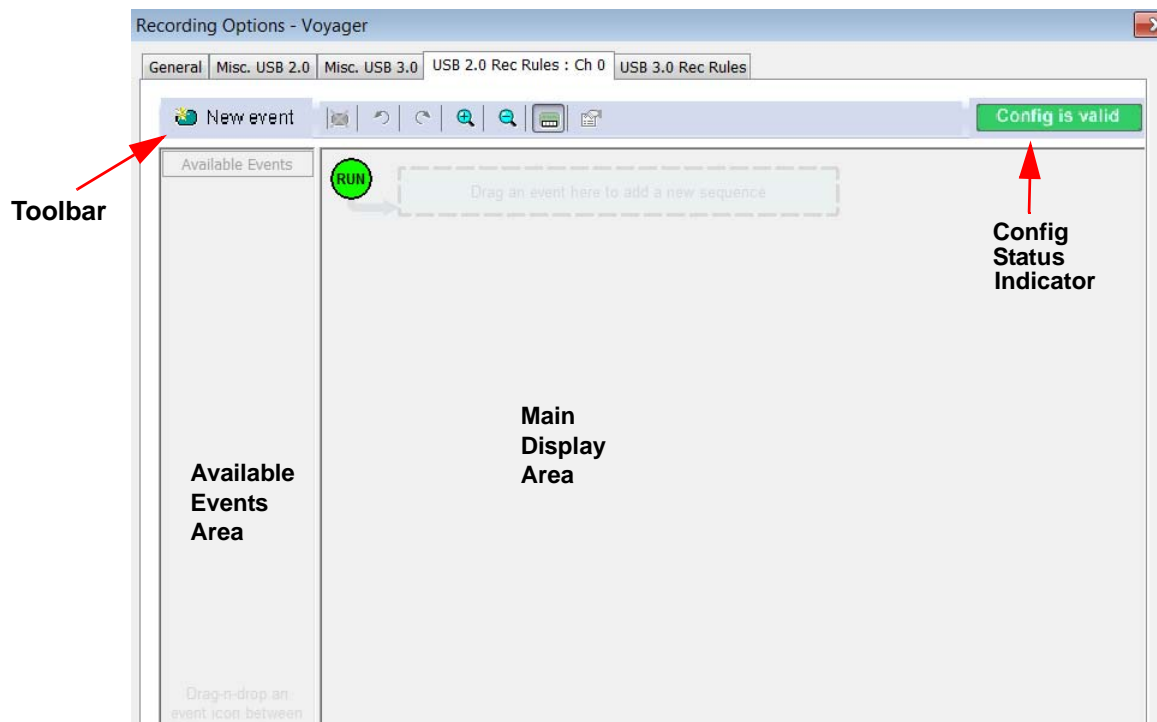 Recording Options - Voyager
General Misc. USB 2.0 Misc. USB 3.0 USB 2.0 Rec Rules : Ch 0 USB 3.0 Rec Rules
New event
Config is valid
Available Events
RUN
Drag an event here to add a new sequence
Toolbar
Config
Status
Indicator
Main
Display
Area
Available
Events
Area
Drag-n-drop an
event icon between